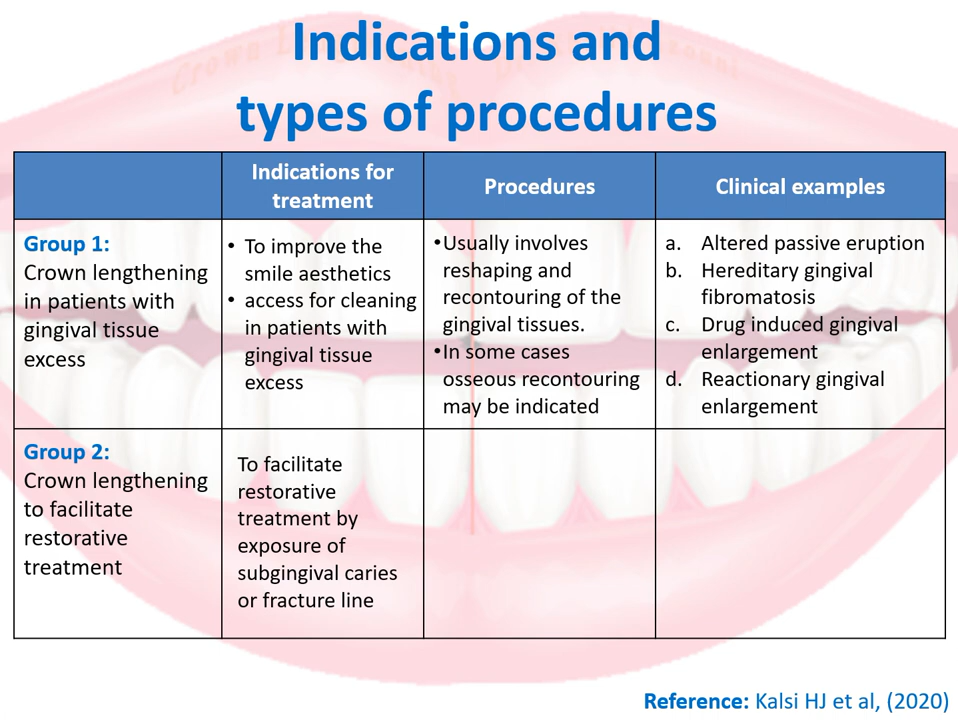 Indications and
types of procedures
Indications for
treatment
Procedures
Clinical examples
Group 1:
Crown lengthening
in patients with
gingival tissue
excess
• To improve the
smile aesthetics
• access for cleaning
in patients with
gingival tissue
excess
•Usually involves
reshaping and
recontouring of the
gingival tissues.
•In some cases
osseous recontouring
may be indicated
a. Altered passive eruption
b. Hereditary gingival
fibromatosis
c. Drug induced gingival
enlargement
d. Reactionary gingival
enlargement
Group 2:
Crown lengthening
to facilitate
restorative
treatment
To facilitate
restorative
treatment by
exposure of
subgingival caries
or fracture line
Reference: Kalsi HJ et al, (2020)